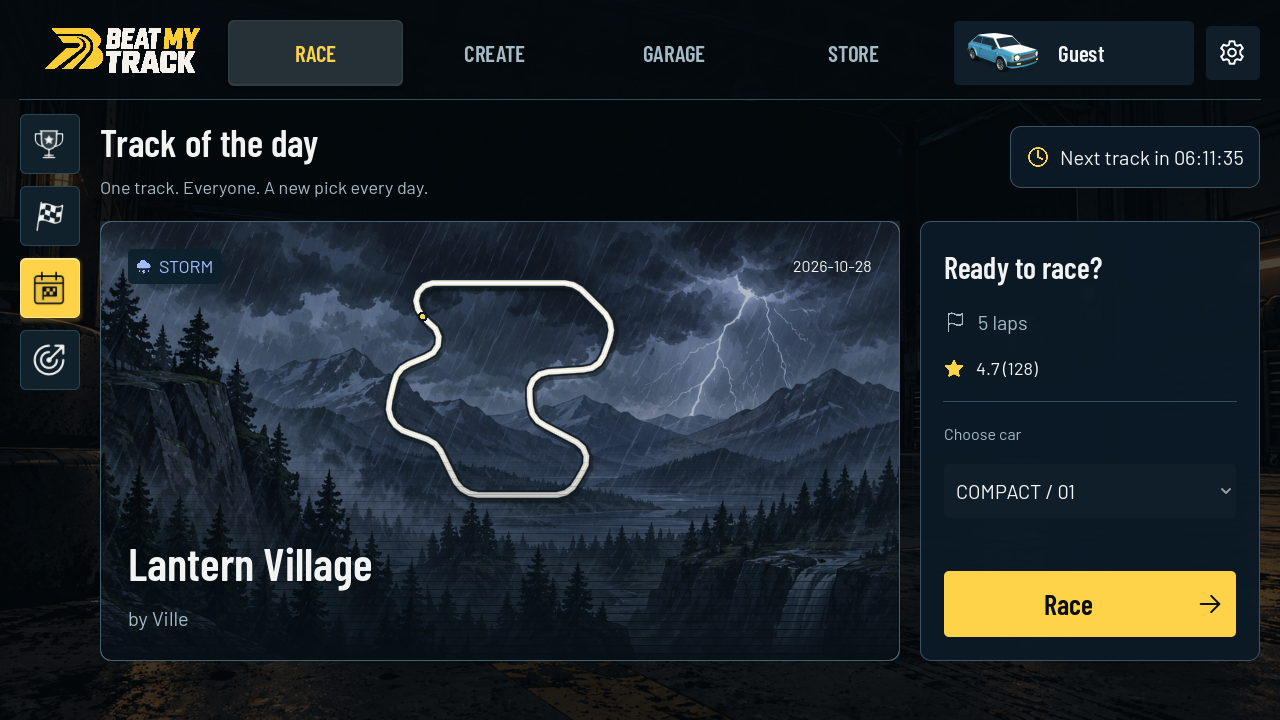 BEAT MY
TRACK
RACE
CREATE
GARAGE
STORE
Guest
Track of the day
One track. Everyone. A new pick every day.
Next track in 06:11:35
STORM
2026-10-28
Lantern Village
by Ville
Ready to race?
5 laps
4.7 (128)
Choose car
COMPACT / 01
Race